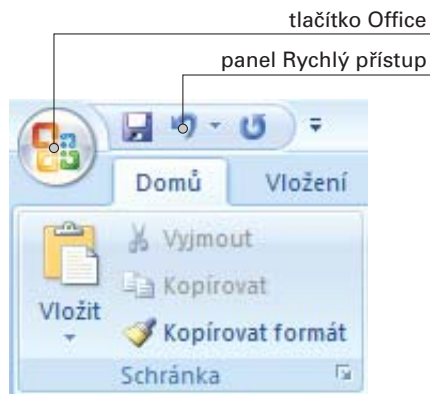 tlačítko Office
panel Rychlý přístup
Domů Vložení
Vyjmout
Kopírovat
Vložit
Kopírovat formát
Schránka